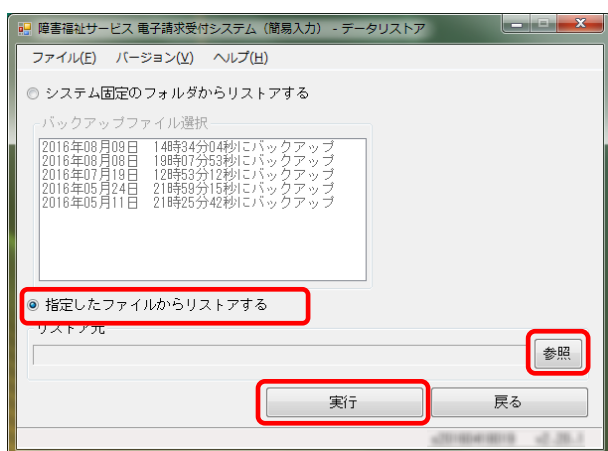 障害福祉サービス 電子請求受付システム（簡易入力） - データリストア
ファイル(F) バージョン(V) ヘルプ(H)
システム固定のフォルダからリストアする
バックアップファイル選択
2016年08月09日 14時34分04秒にバックアップ
2016年08月08日 19時07分53秒にバックアップ
2016年07月19日 12時53分12秒にバックアップ
2016年05月24日 21時59分15秒にバックアップ
2016年05月11日 21時25分42秒にバックアップ
指定したファイルからリストアする
リストア元
参照
実行 戻る